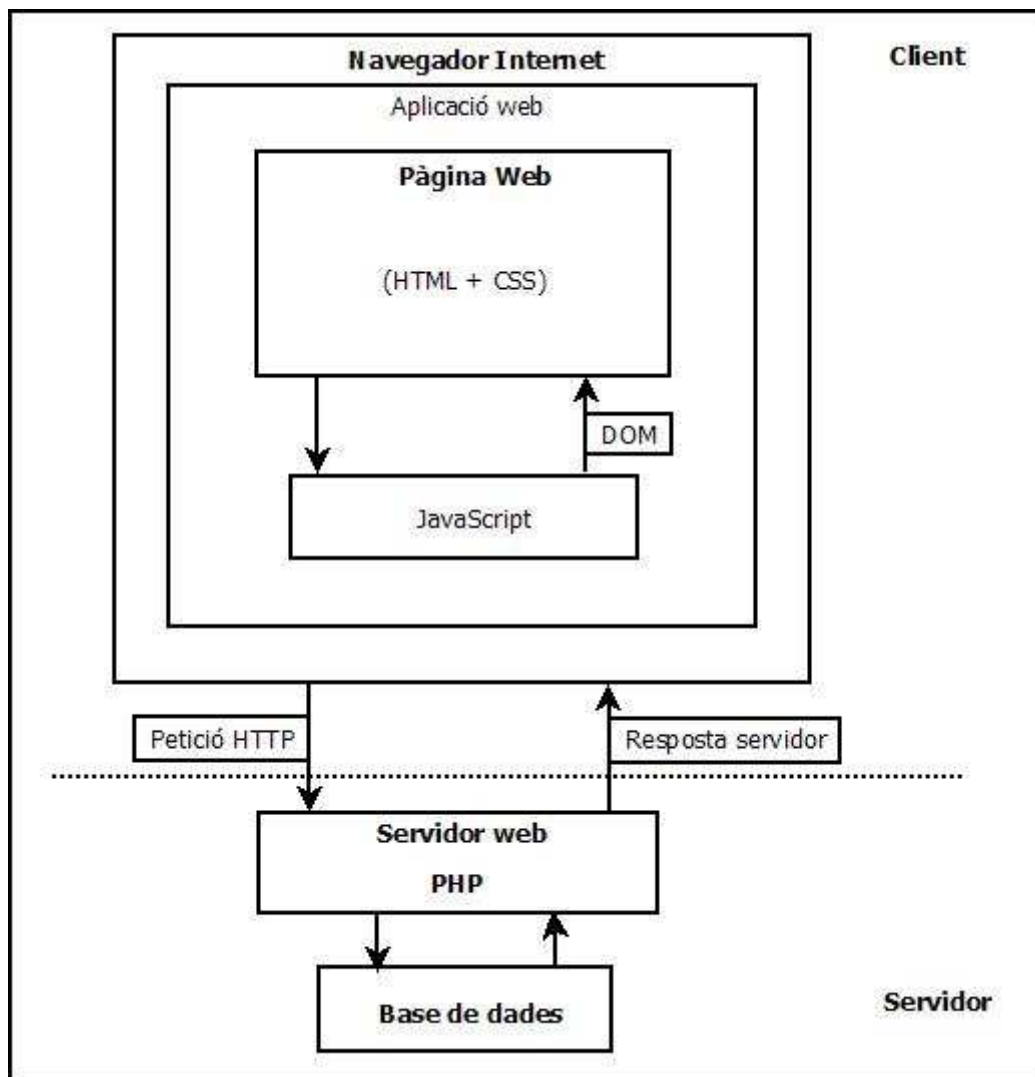 Client
Navegador Internet
Aplicació web
Pàgina Web
(HTML + CSS)
DOM
JavaScript
Petició HTTP
Resposta servidor
Servidor web
PHP
Base de dades
Servidor